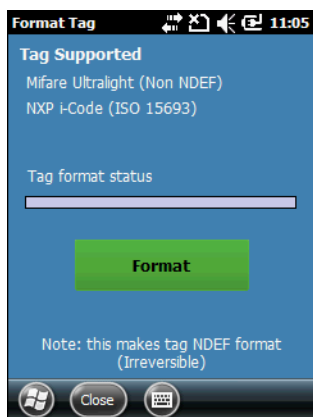 Format Tag 11:05
Tag Supported
Mifare Ultralight (Non NDEF)
NXP i-Code (ISO 15693)
Tag format status
Format
Note: this makes tag NDEF format
(Irreversible)
Close